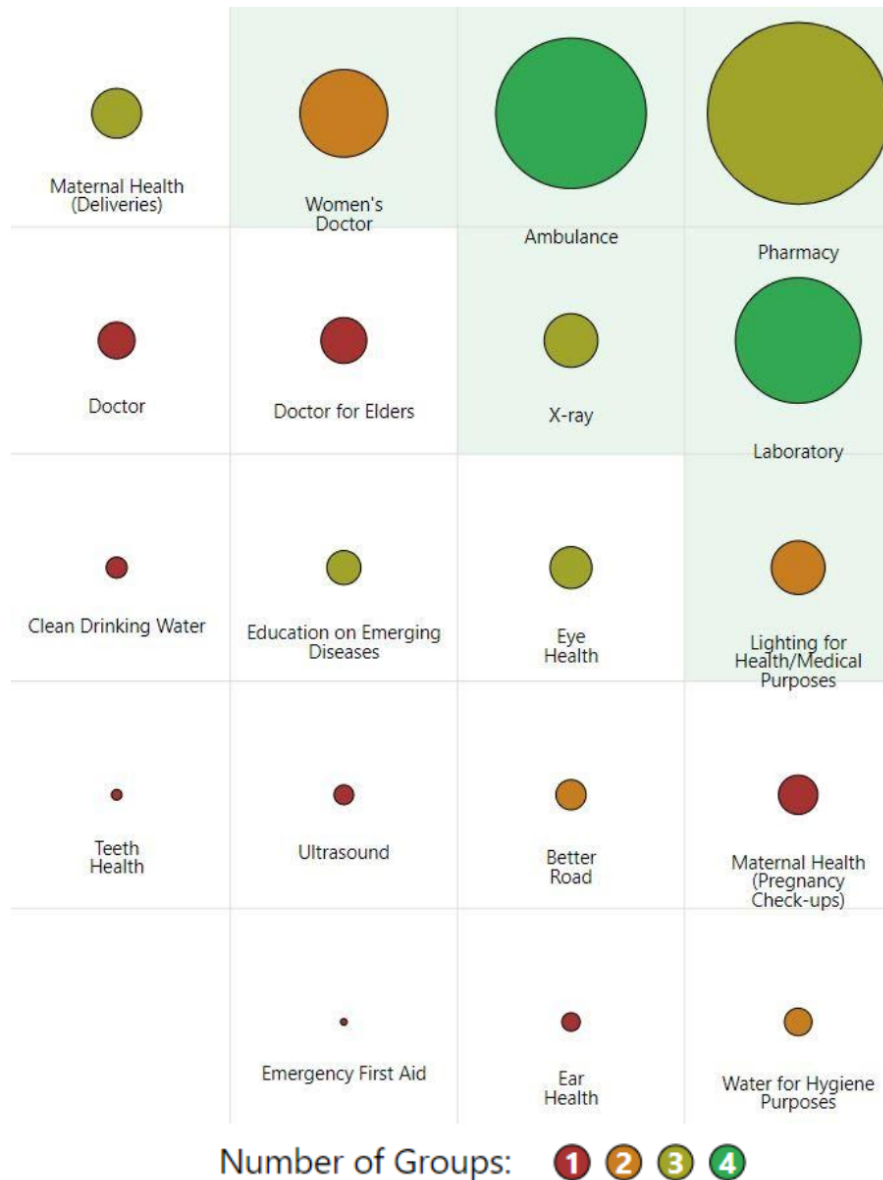 Maternal Health
(Deliveries)
Women's
Doctor
Ambulance
Pharmacy
Doctor
Doctor for Elders
X-ray
Laboratory
Clean Drinking Water
Education on Emerging
Diseases
Eye
Health
Lighting for
Health/Medical
Purposes
Teeth
Health
Ultrasound
Better
Road
Maternal Health
(Pregnancy
Check-ups)
Emergency First Aid
Ear
Health
Water for Hygiene
Purposes
Number of Groups: 1 2 3 4